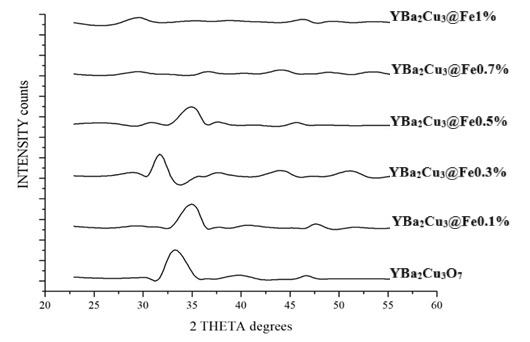 YBa₂Cu₃@Fe1%
YBa₂Cu₃@Fe0.7%
YBa₂Cu₃@Fe0.5%
YBa₂Cu₃@Fe0.3%
YBa₂Cu₃@Fe0.1%
YBa₂Cu₃O₇
INTENSITY counts
20 25 30 35 40 45 50 55 60
2 THETA degrees